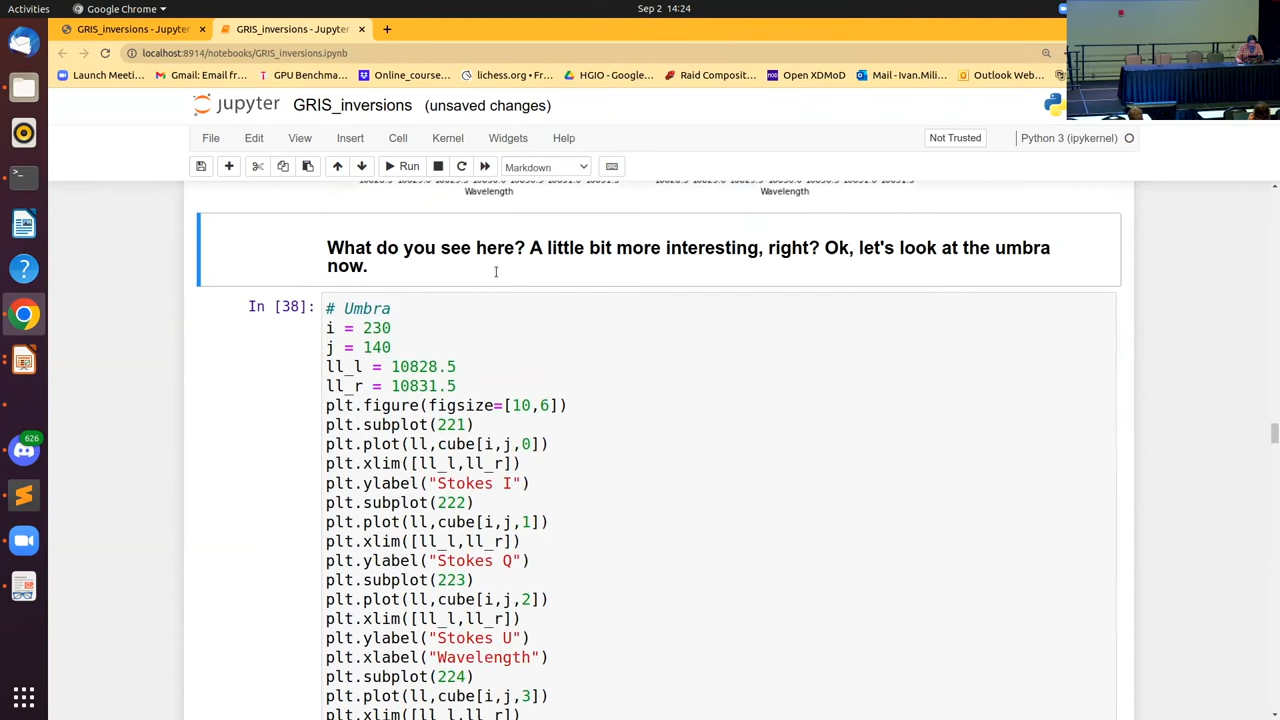 Activities
Google Chrome
Sep 2 14:24
GRIS_inversions - Jupyter
GRIS_inversions - Jupyter
localhost:8914/notebooks/GRIS_inversions.ipynb
Launch Meeti...
Gmail: Email fr...
GPU Benchma...
Online_course...
lichess.org • Fr...
HGIO - Google...
Raid Composit...
MOD
Open XDMoD
Mail - Ivan.Mili...
Outlook Web...
jupyter
GRIS_inversions
(unsaved changes)
File
Edit
View
Insert
Cell
Kernel
Widgets
Help
Not Trusted
Python 3 (ipykernel)
Run
Markdown
Wavelength
Wavelength
What do you see here? A little bit more interesting, right? Ok, let's look at the umbra
now.
In [38]:
# Umbra
i = 230
j = 140
ll_l = 10828.5
ll_r = 10831.5
plt.figure(figsize=[10,6])
plt.subplot(221)
plt.plot(ll,cube[i,j,0])
plt.xlim([ll_l,ll_r])
plt.ylabel("Stokes I")
plt.subplot(222)
plt.plot(ll,cube[i,j,1])
plt.xlim([ll_l,ll_r])
plt.ylabel("Stokes Q")
plt.subplot(223)
plt.plot(ll,cube[i,j,2])
plt.xlim([ll_l,ll_r])
plt.ylabel("Stokes U")
plt.xlabel("Wavelength")
plt.subplot(224)
plt.plot(ll,cube[i,j,3])
plt.xlim([ll_l,ll_r])
626